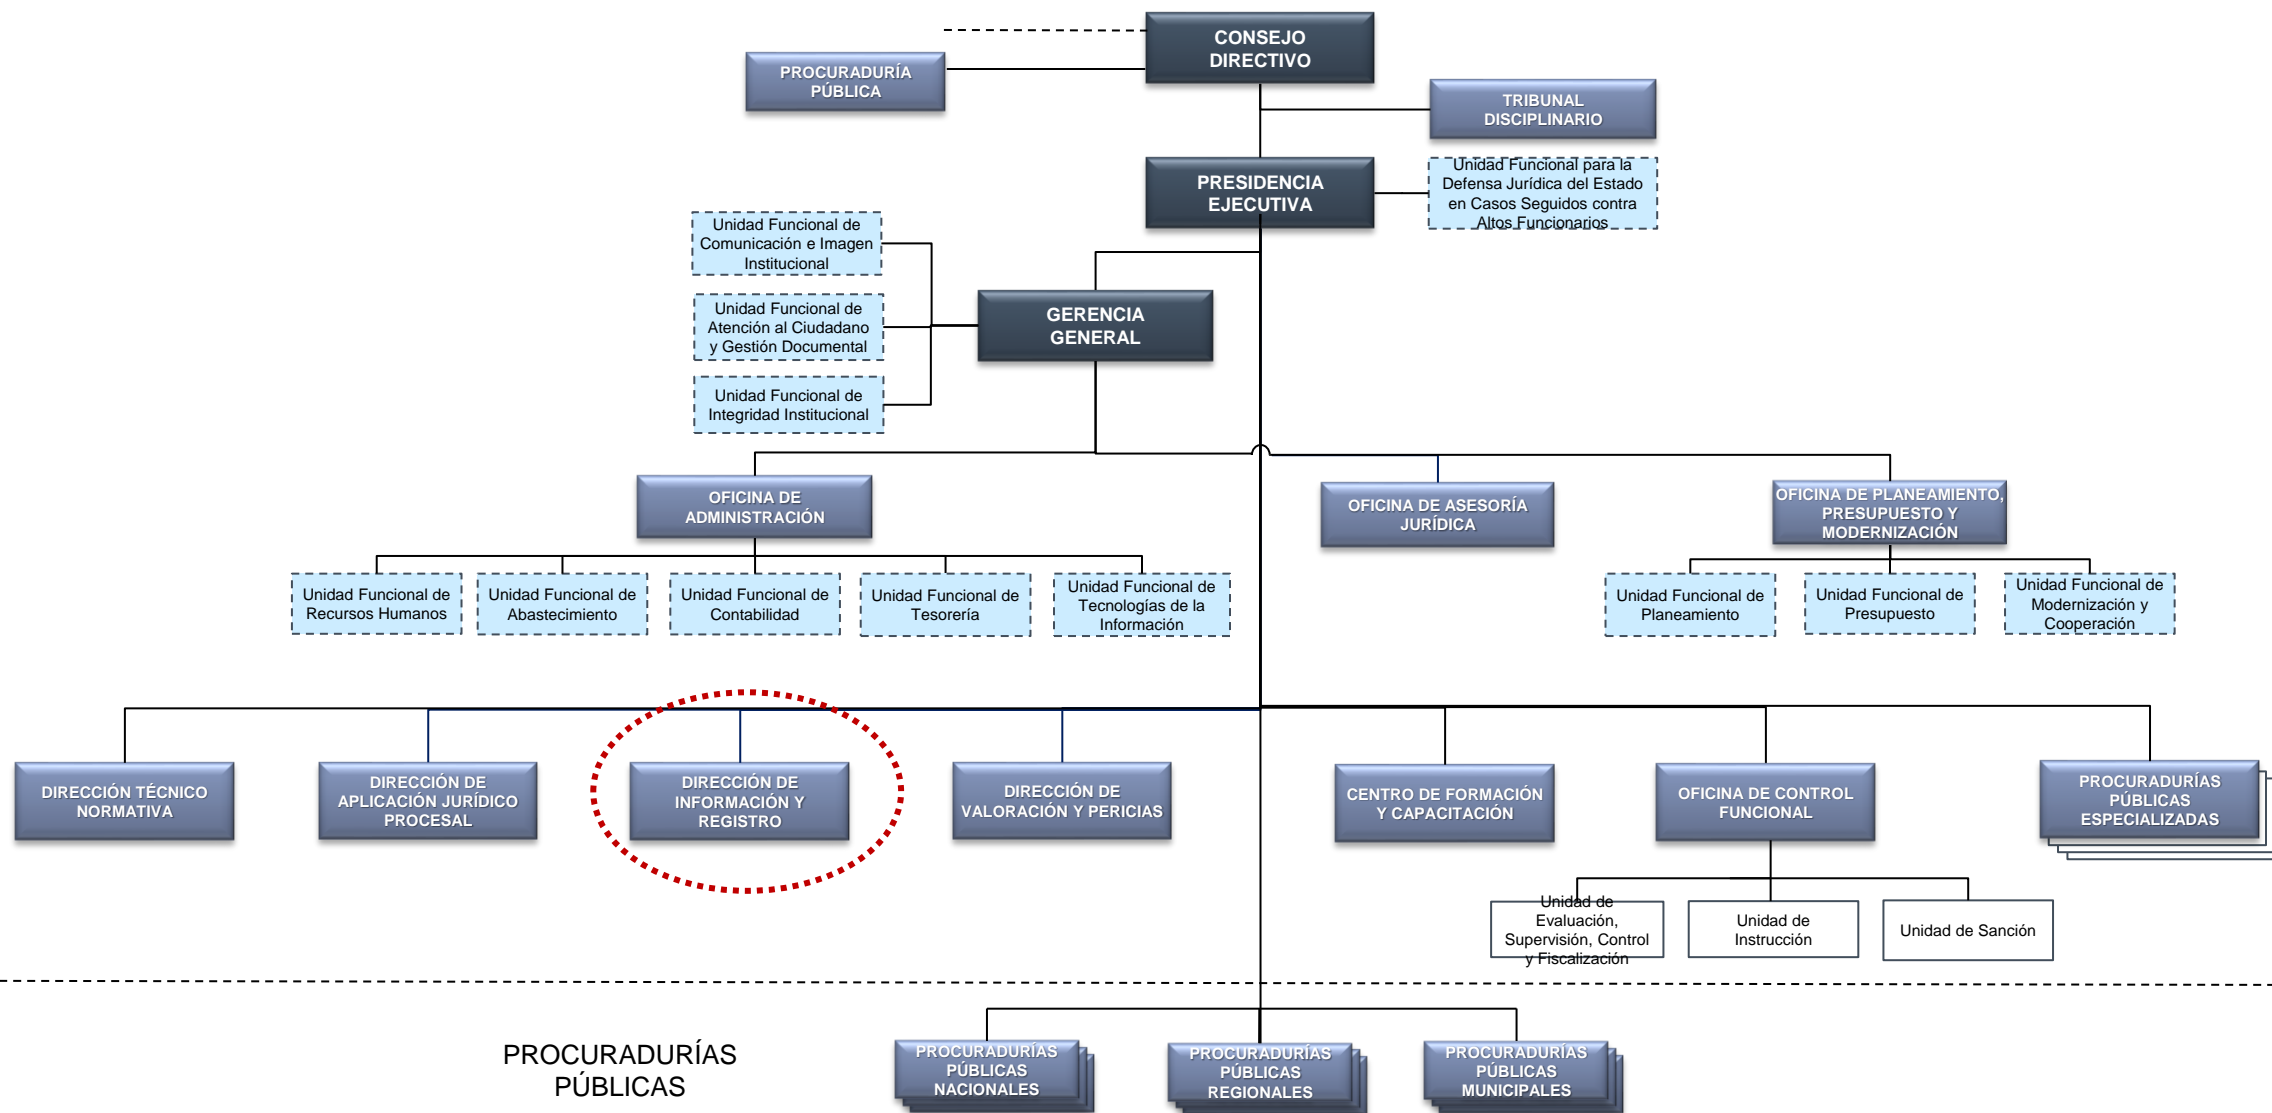 CONSEJO
DIRECTIVO
PROCURADURÍA
PÚBLICA
TRIBUNAL
DISCIPLINARIO
PRESIDENCIA
EJECUTIVA
Unidad Funcional para la
Defensa Jurídica del Estado
en Casos Seguidos contra
Altos Funcionarios
Unidad Funcional de
Comunicación e Imagen
Institucional
Unidad Funcional de
Atención al Ciudadano
y Gestión Documental
Unidad Funcional de
Integridad Institucional
GERENCIA
GENERAL
OFICINA DE
ADMINISTRACIÓN
OFICINA DE ASESORÍA
JURÍDICA
OFICINA DE PLANEAMIENTO,
PRESUPUESTO Y
MODERNIZACIÓN
Unidad Funcional de
Recursos Humanos
Unidad Funcional de
Abastecimiento
Unidad Funcional de
Contabilidad
Unidad Funcional de
Tesorería
Unidad Funcional de
Tecnologías de la
Información
Unidad Funcional de
Planeamiento
Unidad Funcional de
Presupuesto
Unidad Funcional de
Modernización y
Cooperación
DIRECCIÓN TÉCNICO
NORMATIVA
DIRECCIÓN DE
APLICACIÓN JURÍDICO
PROCESAL
DIRECCIÓN DE
INFORMACIÓN Y
REGISTRO
DIRECCIÓN DE
VALORACIÓN Y PERICIAS
CENTRO DE FORMACIÓN
Y CAPACITACIÓN
OFICINA DE CONTROL
FUNCIONAL
PROCURADURÍAS
PÚBLICAS
ESPECIALIZADAS
Unidad de
Evaluación,
Supervisión, Control
y Fiscalización
Unidad de
Instrucción
Unidad de Sanción
PROCURADURÍAS
PÚBLICAS
PROCURADURÍAS
PÚBLICAS
NACIONALES
PROCURADURÍAS
PÚBLICAS
REGIONALES
PROCURADURÍAS
PÚBLICAS
MUNICIPALES